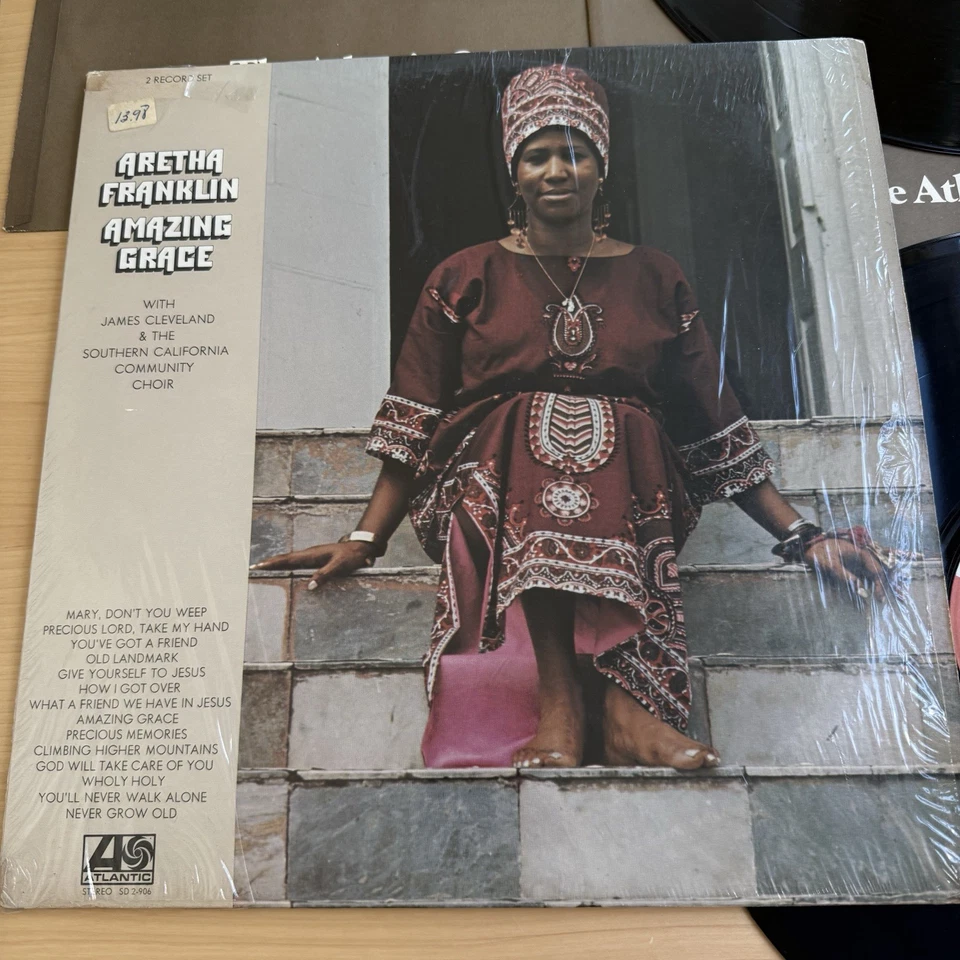 2 RECORD SET
13.98
ARETHA
FRANKLIN
AMAZING
GRACE
WITH
JAMES CLEVELAND
& THE
SOUTHERN CALIFORNIA
COMMUNITY
CHOIR
MARY, DON'T YOU WEEP
PRECIOUS LORD, TAKE MY HAND
YOU'VE GOT A FRIEND
OLD LANDMARK
GIVE YOURSELF TO JESUS
HOW I GOT OVER
WHAT A FRIEND WE HAVE IN JESUS
AMAZING GRACE
PRECIOUS MEMORIES
CLIMBING HIGHER MOUNTAINS
GOD WILL TAKE CARE OF YOU
WHOLY HOLY
YOU'LL NEVER WALK ALONE
NEVER GROW OLD
ATLANTIC
STEREO SD 2-906
e Atl